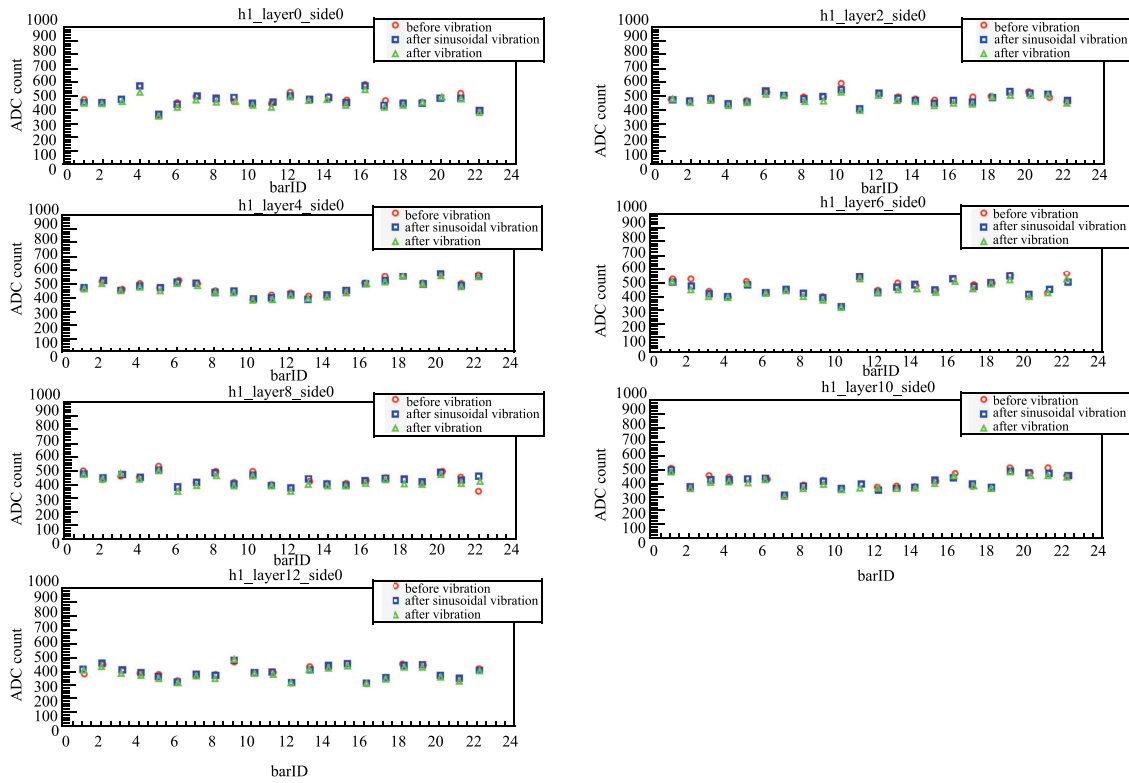 h1_layer0_side0
before vibration
after sinusoidal vibration
after vibration
ADC count
1000
900
800
700
600
500
400
300
200
100
0
0 2 4 6 8 10 12 14 16 18 20 22 24
barID
h1_layer2_side0
before vibration
after sinusoidal vibration
after vibration
ADC count
1000
900
800
700
600
500
400
300
200
100
0
0 2 4 6 8 10 12 14 16 18 20 22 24
barID
h1_layer4_side0
before vibration
after sinusoidal vibration
after vibration
ADC count
1000
900
800
700
600
500
400
300
200
100
0
0 2 4 6 8 10 12 14 16 18 20 22 24
barID
h1_layer6_side0
before vibration
after sinusoidal vibration
after vibration
ADC count
1000
900
800
700
600
500
400
300
200
100
0
0 2 4 6 8 10 12 14 16 18 20 22 24
barID
h1_layer8_side0
before vibration
after sinusoidal vibration
after vibration
ADC count
1000
900
800
700
600
500
400
300
200
100
0
0 2 4 6 8 10 12 14 16 18 20 22 24
barID
h1_layer10_side0
before vibration
after sinusoidal vibration
after vibration
ADC count
1000
900
800
700
600
500
400
300
200
100
0
0 2 4 6 8 10 12 14 16 18 20 22 24
barID
h1_layer12_side0
before vibration
after sinusoidal vibration
after vibration
ADC count
1000
900
800
700
600
500
400
300
200
100
0
0 2 4 6 8 10 12 14 16 18 20 22 24
barID